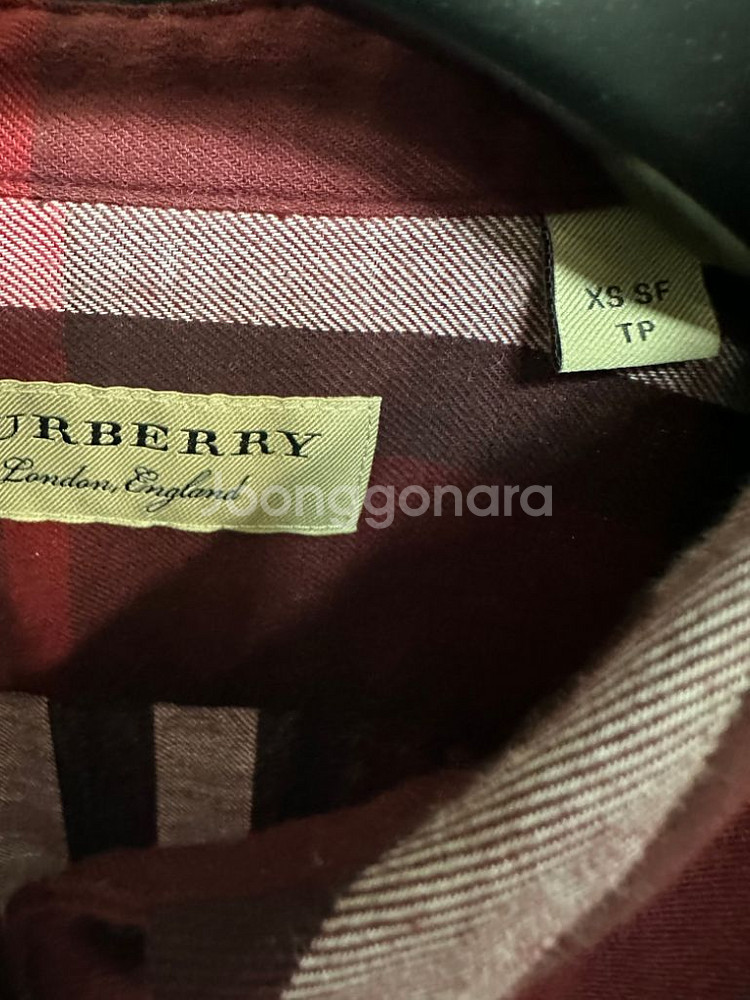 XS SF
TP
URBERRY
London, England
Joonggonara